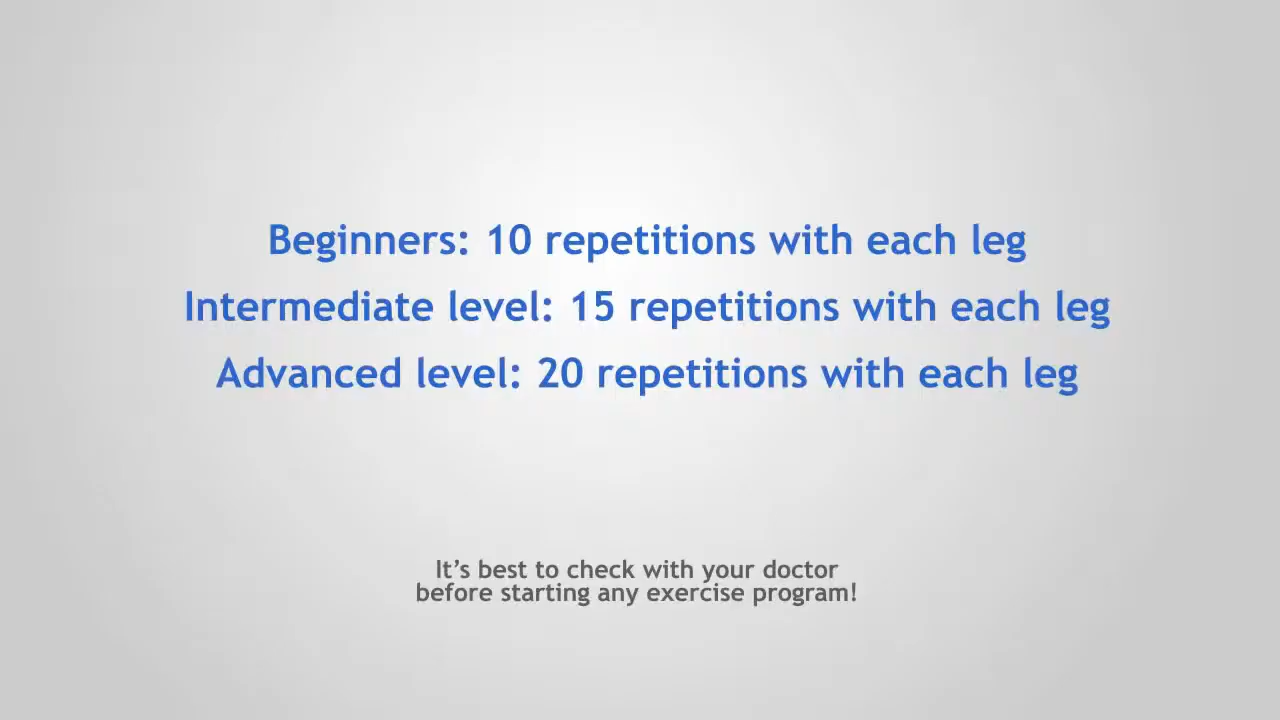 Beginners: 10 repetitions with each leg
Intermediate level: 15 repetitions with each leg
Advanced level: 20 repetitions with each leg
It’s best to check with your doctor
before starting any exercise program!